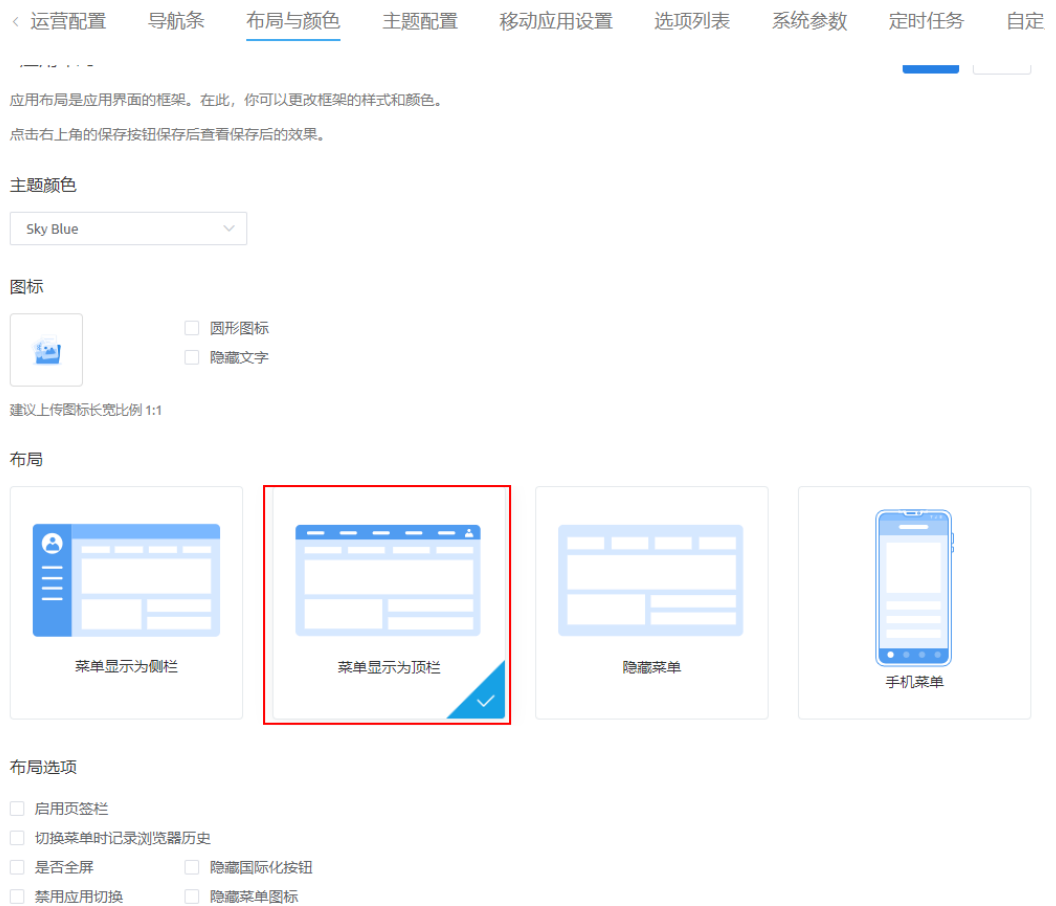 运营配置 导航条 布局与颜色 主题配置 移动应用设置 选项列表 系统参数 定时任务 自定
应用布局是应用界面的框架。在此，你可以更改框架的样式和颜色。
点击右上角的保存按钮保存后查看保存后的效果。
主题颜色
Sky Blue
图标
圆形图标
隐藏文字
建议上传图标长宽比例 1:1
布局
菜单显示为侧栏 菜单显示为顶栏 隐藏菜单 手机菜单
布局选项
启用页签栏
切换菜单时记录浏览器历史
是否全屏 隐藏国际化按钮
禁用应用切换 隐藏菜单图标